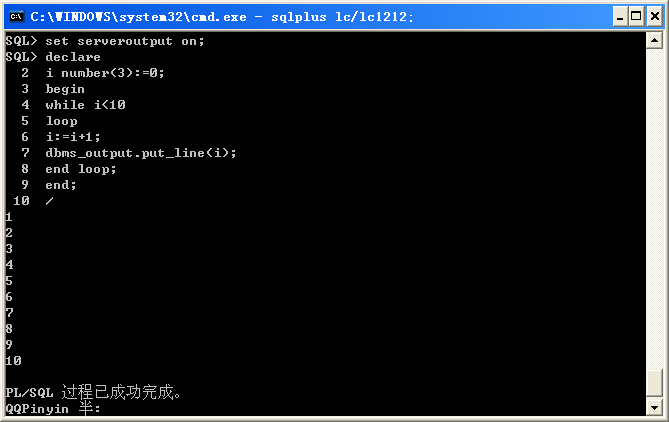 C:\WINDOWS\system32\cmd.exe - sqlplus lc/lc1212;
SQL> set serveroutput on;
SQL> declare
2 i number(3):=0;
3 begin
4 while i<10
5 loop
6 i:=i+1;
7 dbms_output.put_line(i);
8 end loop;
9 end;
10 /
1
2
3
4
5
6
7
8
9
10
PL/SQL 过程已成功完成。
QQPinyin 半: